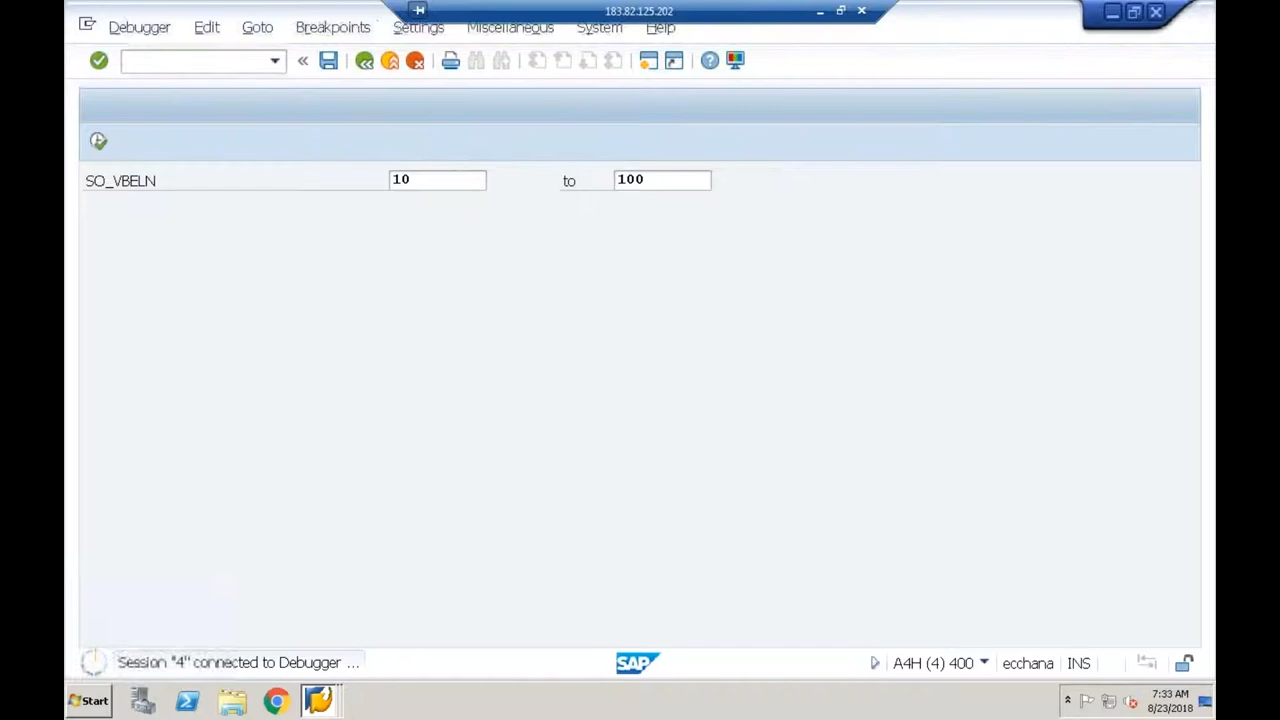 183.82.125.202
Debugger Edit Goto Breakpoints Settings Miscellaneous System Help
SO_VBELN 10 to 100
Session "4" connected to Debugger ...
SAP
A4H (4) 400 ecchana INS
Start
7:33 AM
8/23/2018